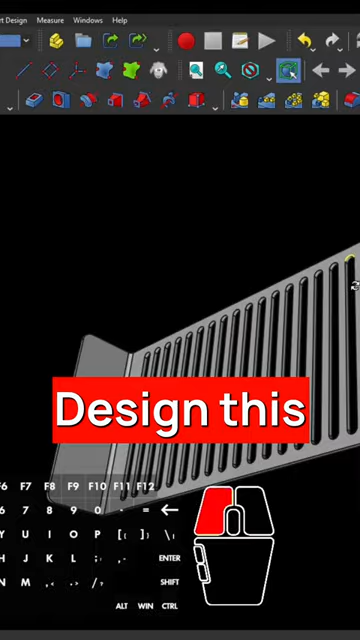 rt Design Measure Windows Help
Design this
F6 F7 F8 F9 F10 F11 F12
6 7 8 9 0 - = ←
Y U I O P [{ ]} \¦
H J K L ;: ENTER
N M ,< .> /? SHIFT
ALT WIN CTRL